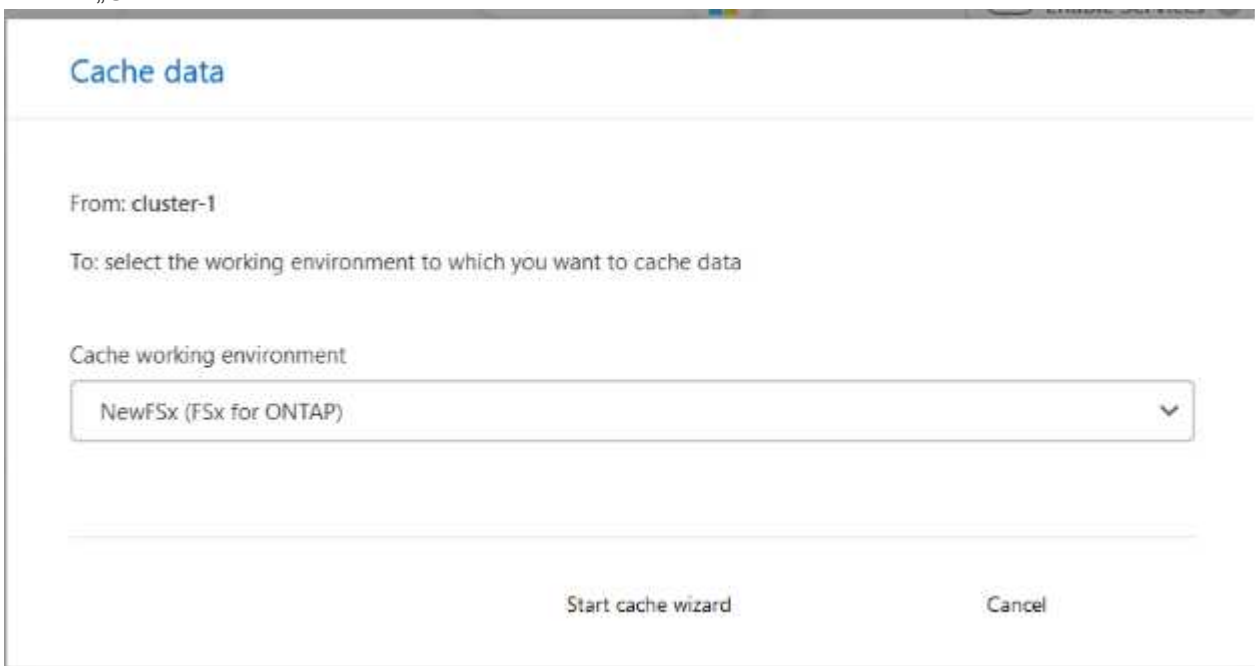 Cache data
From: cluster-1
To: select the working environment to which you want to cache data
Cache working environment
NewFSx (FSx for ONTAP)
Start cache wizard
Cancel